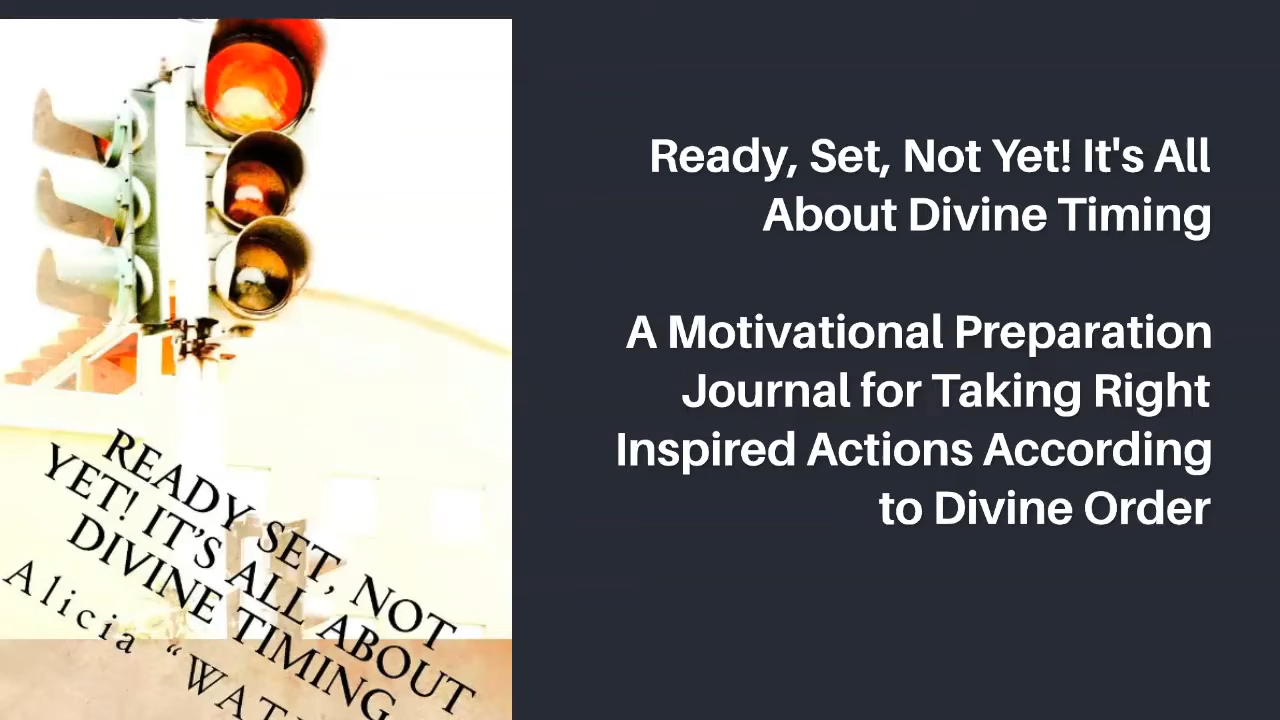 READY SET, NOT
YET! IT'S ALL ABOUT
DIVINE TIMING
Alicia
Ready, Set, Not Yet! It's All
About Divine Timing
A Motivational Preparation
Journal for Taking Right
Inspired Actions According
to Divine Order